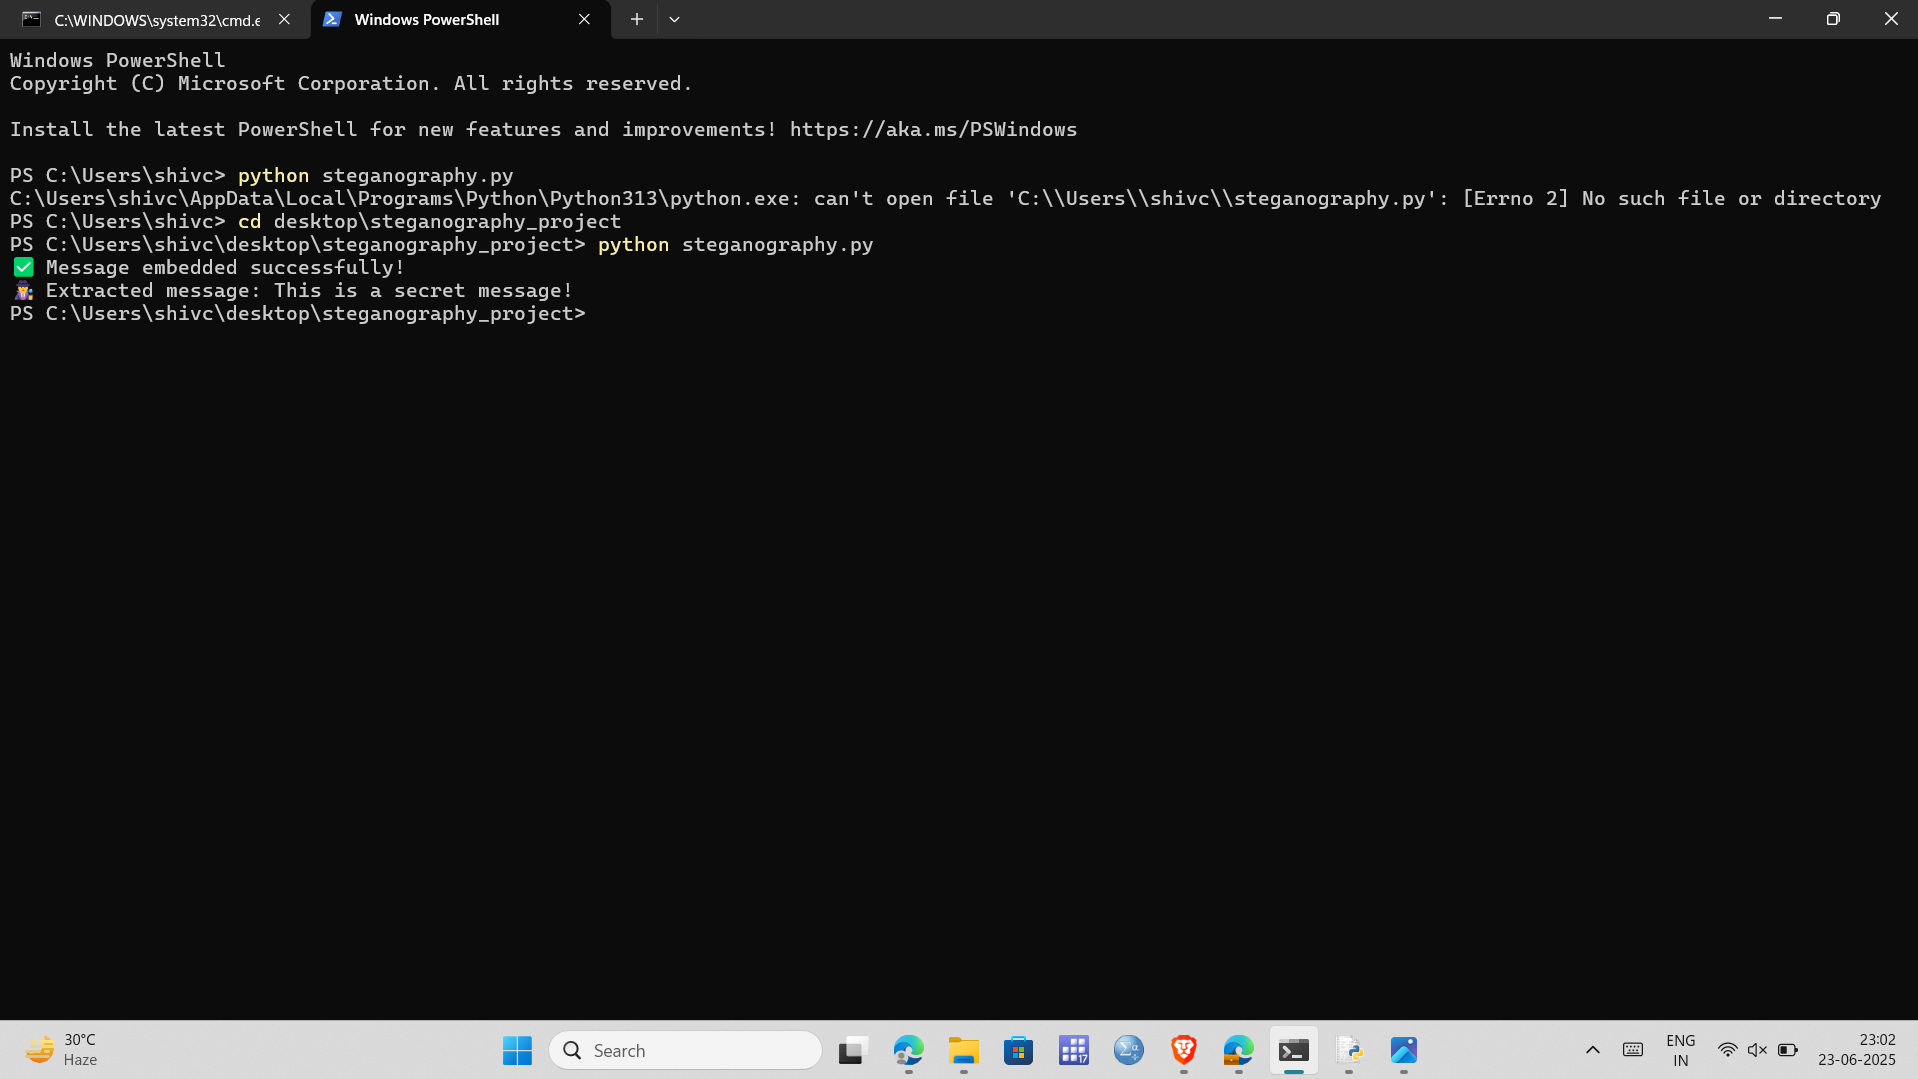 C:\WINDOWS\system32\cmd.e
Windows PowerShell
Windows PowerShell
Copyright (C) Microsoft Corporation. All rights reserved.
Install the latest PowerShell for new features and improvements! https://aka.ms/PSWindows
PS C:\Users\shivc> python steganography.py
C:\Users\shivc\AppData\Local\Programs\Python\Python313\python.exe: can't open file 'C:\\Users\\shivc\\steganography.py': [Errno 2] No such file or directory
PS C:\Users\shivc> cd desktop\steganography_project
PS C:\Users\shivc\desktop\steganography_project> python steganography.py
✅ Message embedded successfully!
🕵️‍♀️ Extracted message: This is a secret message!
PS C:\Users\shivc\desktop\steganography_project>
30°C
Haze
Search
17
Σα
ENG
IN
23:02
23-06-2025